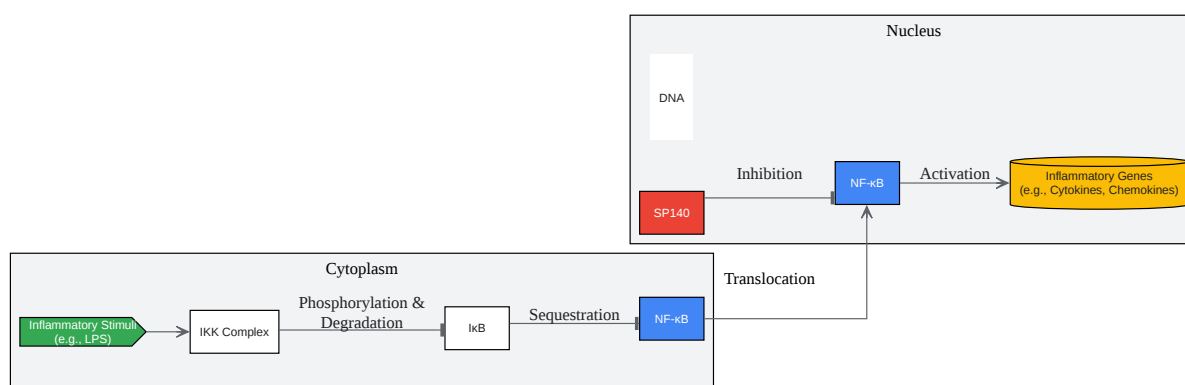 Nucleus
DNA
Inhibition
NF-κB
Activation
Inflammatory Genes
(e.g., Cytokines, Chemokines)
SP140
Cytoplasm
Translocation
Inflammatory Stimuli
(e.g., LPS)
IKK Complex
Phosphorylation &
Degradation
IκB
Sequestration
NF-κB